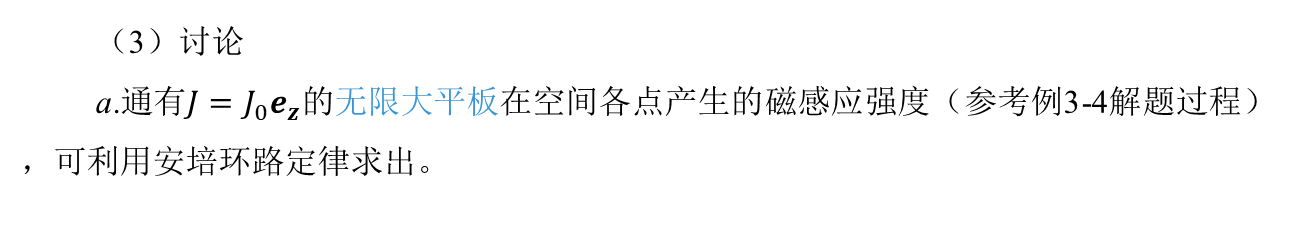 （3）讨论
a.通有J = J₀e_z的无限大平板在空间各点产生的磁感应强度（参考例3-4解题过程）
，可利用安培环路定律求出。